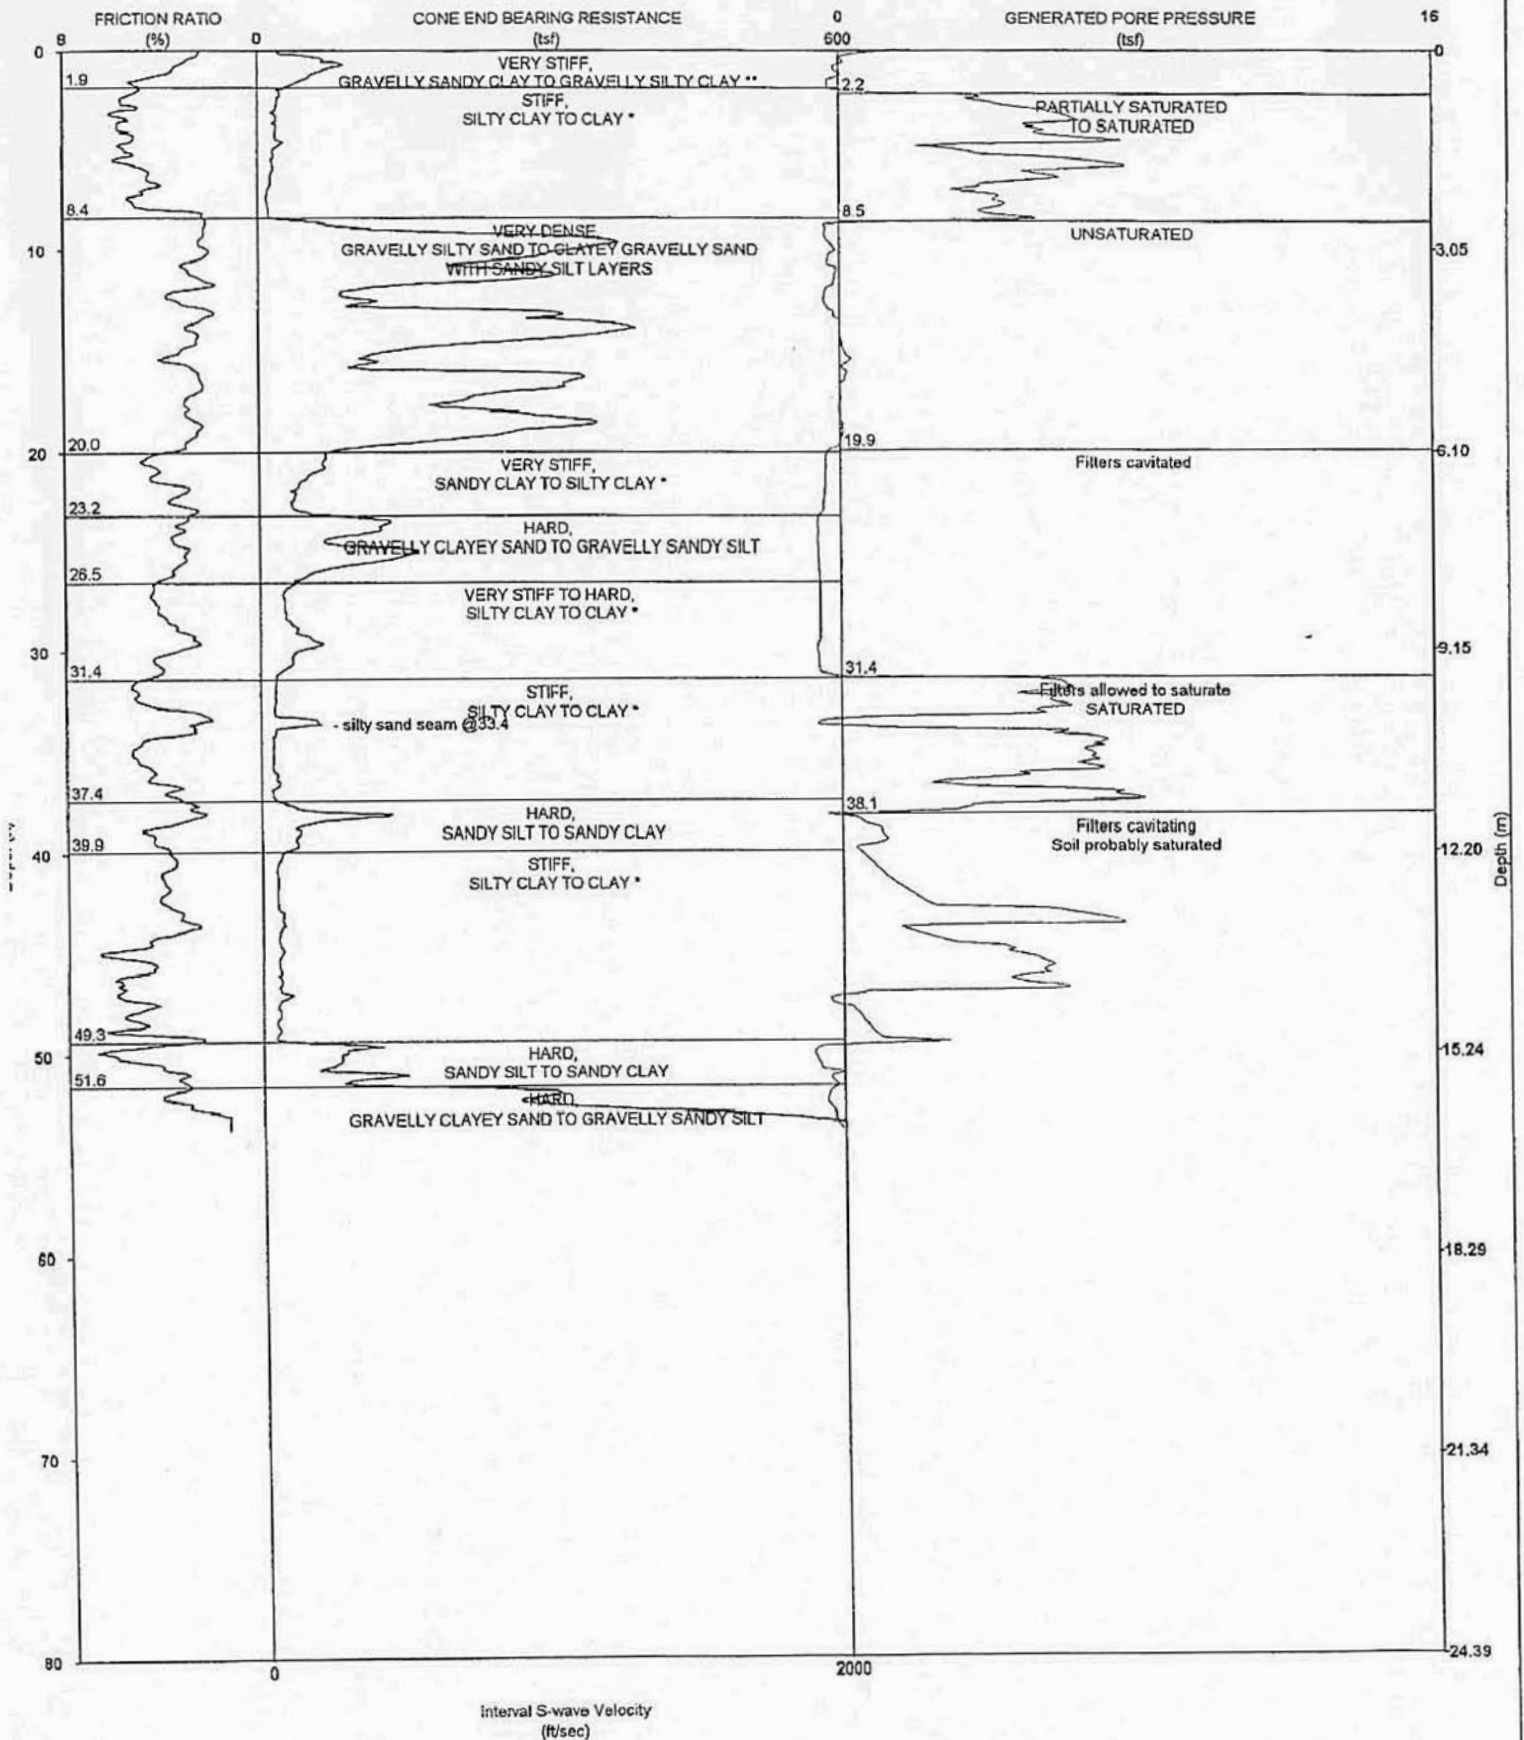 FRICTION RATIO
(%)
8
0
CONE END BEARING RESISTANCE
(tsf)
0
600
GENERATED PORE PRESSURE
(tsf)
16
0
0
VERY STIFF,
GRAVELLY SANDY CLAY TO GRAVELLY SILTY CLAY **
1.9
2.2
STIFF,
SILTY CLAY TO CLAY *
PARTIALLY SATURATED
TO SATURATED
8.4
8.5
VERY DENSE,
GRAVELLY SILTY SAND TO CLAYEY GRAVELLY SAND
WITH SANDY SILT LAYERS
UNSATURATED
10
3.05
20.0
19.9
20
6.10
VERY STIFF,
SANDY CLAY TO SILTY CLAY *
Filters cavitated
23.2
HARD,
GRAVELLY CLAYEY SAND TO GRAVELLY SANDY SILT
26.5
VERY STIFF TO HARD,
SILTY CLAY TO CLAY *
30
9.15
31.4
31.4
STIFF,
SILTY CLAY TO CLAY *
- silty sand seam @33.4
Filters allowed to saturate
SATURATED
37.4
38.1
HARD,
SANDY SILT TO SANDY CLAY
Filters cavitating
Soil probably saturated
39.9
40
12.20
Depth (m)
STIFF,
SILTY CLAY TO CLAY *
49.3
50
15.24
HARD,
SANDY SILT TO SANDY CLAY
51.6
HARD,
GRAVELLY CLAYEY SAND TO GRAVELLY SANDY SILT
60
18.29
70
21.34
80
24.39
0
2000
Interval S-wave Velocity
(ft/sec)